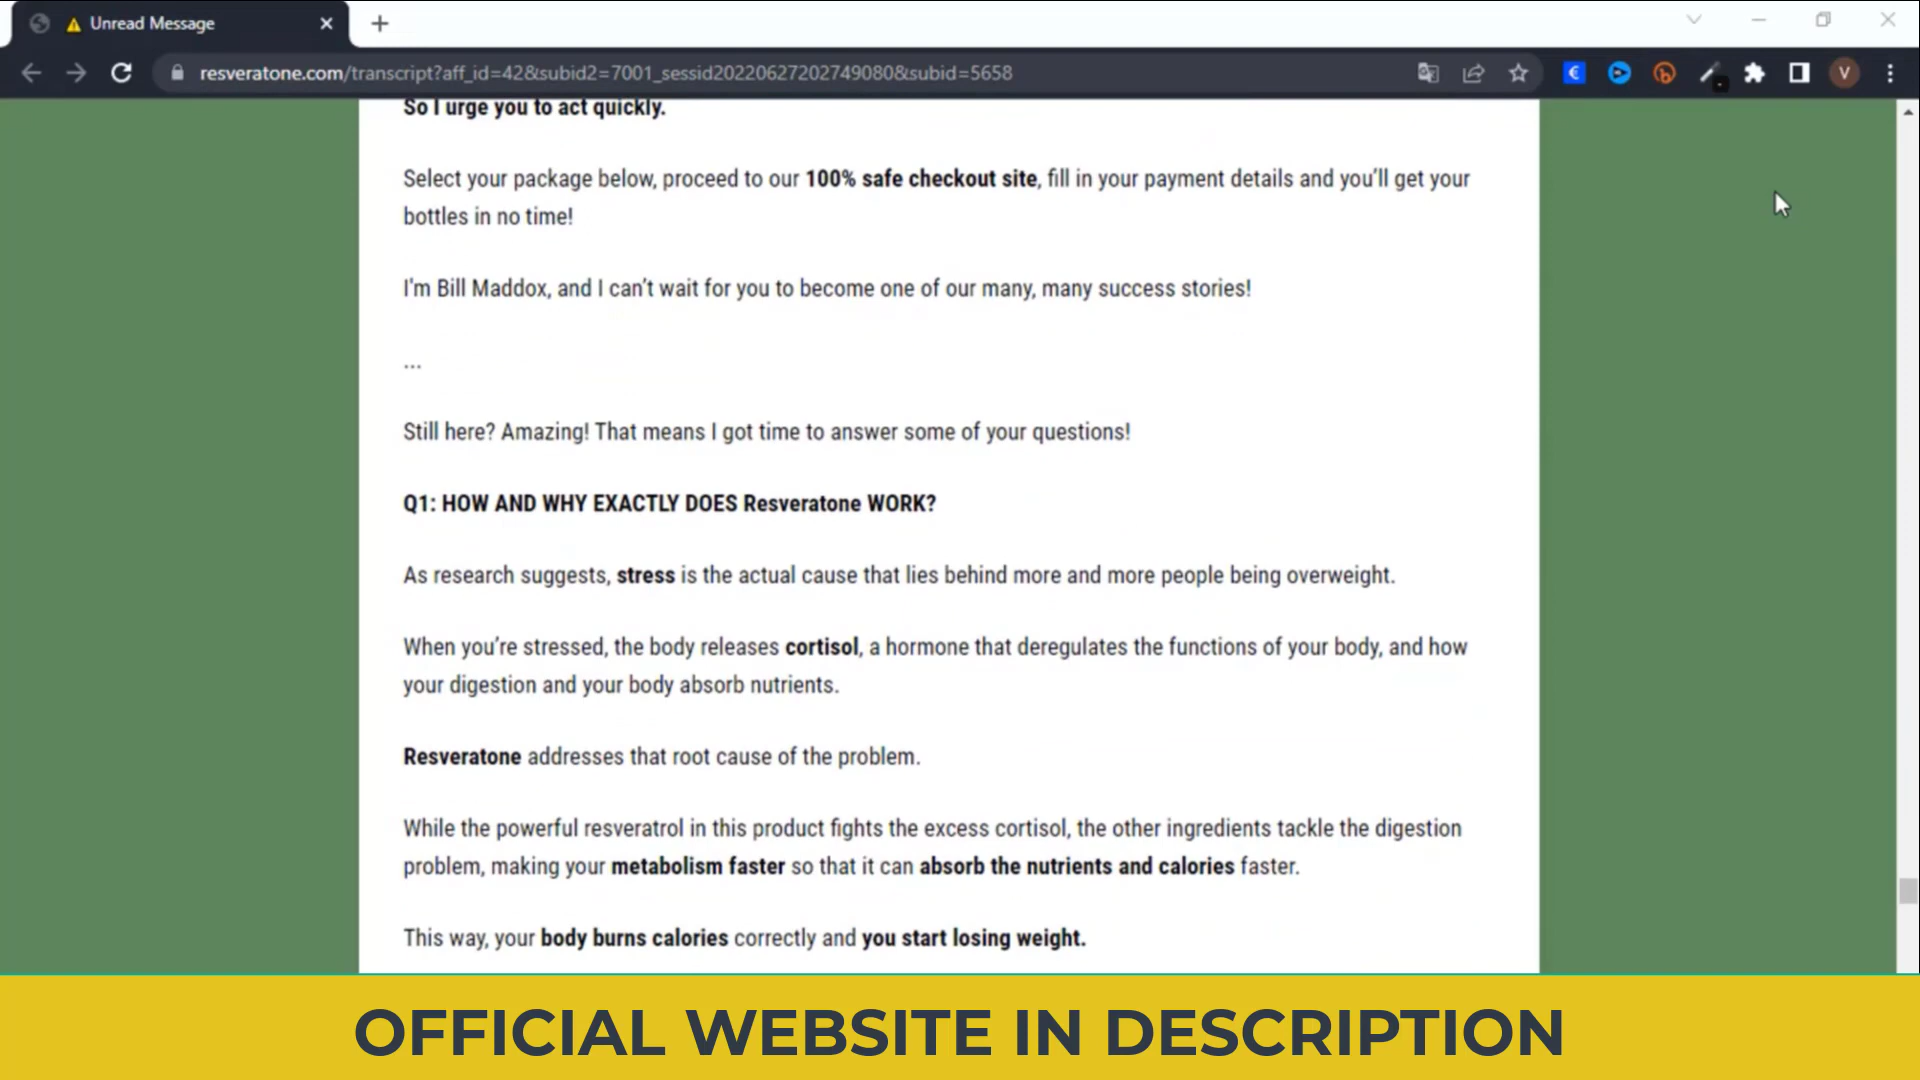 Unread Message
resveratone.com/transcript?aff_id=42&subid2=7001_sessid20220627202749080&subid=5658
V
So I urge you to act quickly.
Select your package below, proceed to our 100% safe checkout site, fill in your payment details and you’ll get your
bottles in no time!
I'm Bill Maddox, and I can’t wait for you to become one of our many, many success stories!
...
Still here? Amazing! That means I got time to answer some of your questions!
Q1: HOW AND WHY EXACTLY DOES Resveratone WORK?
As research suggests, stress is the actual cause that lies behind more and more people being overweight.
When you’re stressed, the body releases cortisol, a hormone that deregulates the functions of your body, and how
your digestion and your body absorb nutrients.
Resveratone addresses that root cause of the problem.
While the powerful resveratrol in this product fights the excess cortisol, the other ingredients tackle the digestion
problem, making your metabolism faster so that it can absorb the nutrients and calories faster.
This way, your body burns calories correctly and you start losing weight.
OFFICIAL WEBSITE IN DESCRIPTION